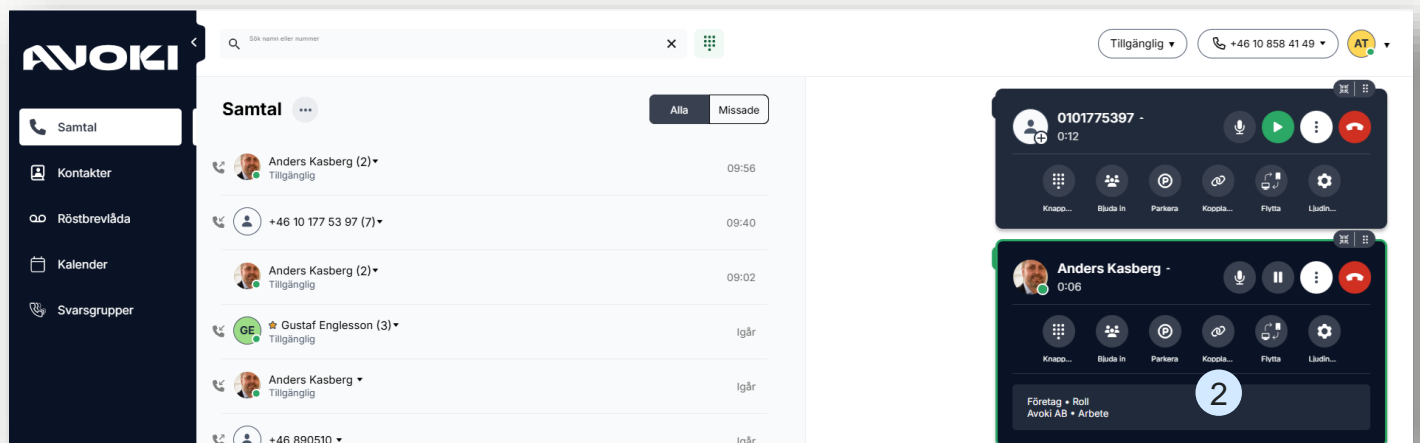 AVOKI
Sök namn eller nummer
Tillgänglig
+46 10 858 41 49
AT
Samtal
Kontakter
Röstbrevlåda
Kalender
Svarsgrupper
Samtal
Alla
Missade
Anders Kasberg (2)
Tillgänglig
09:56
+46 10 177 53 97 (7)
09:40
Anders Kasberg (2)
Tillgänglig
09:02
GE
Gustaf Englesson (3)
Tillgänglig
Igår
Anders Kasberg
Tillgänglig
Igår
+46 890510
Igår
0101775397 -
0:12
Knapp...
Bjuda in
Parkera
Koppla...
Flytta
Ljudin...
Anders Kasberg -
0:06
Knapp...
Bjuda in
Parkera
Koppla...
Flytta
Ljudin...
2
Företag • Roll
Avoki AB • Arbete